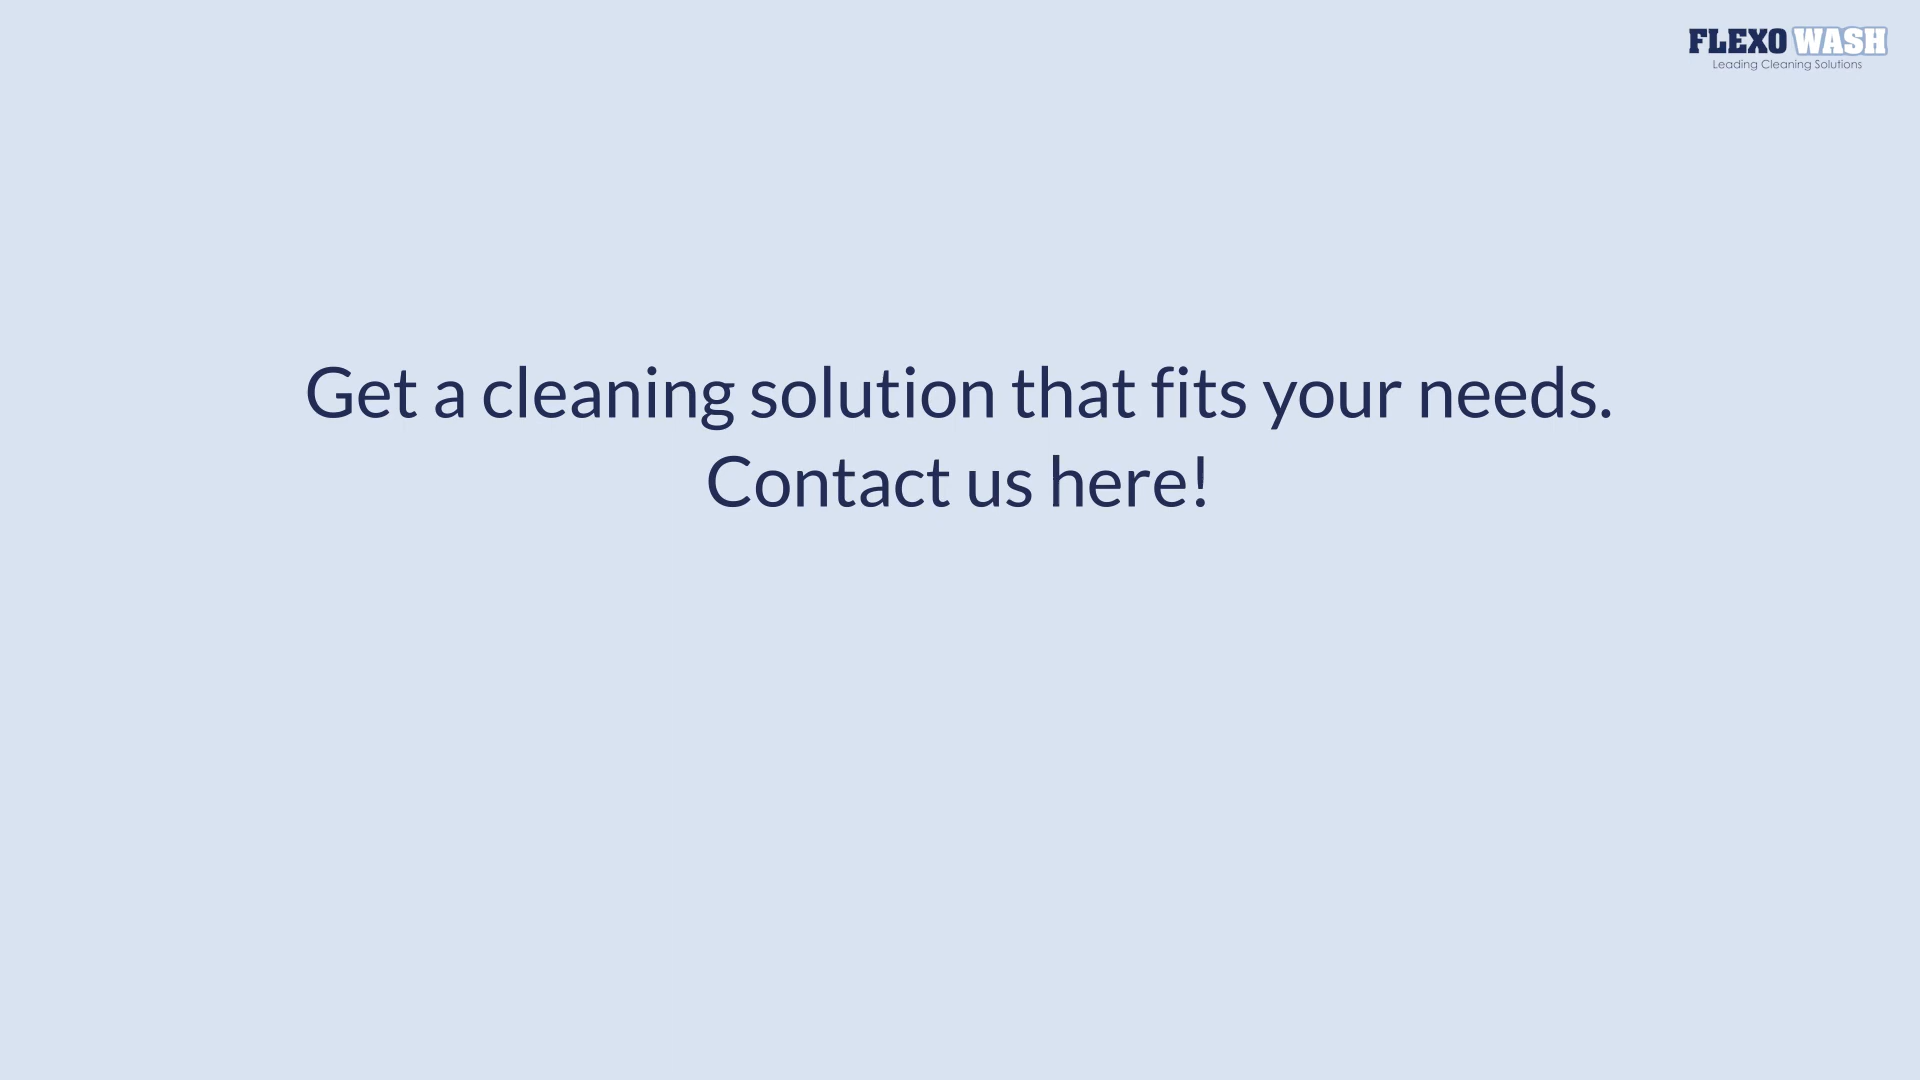 FLEXO WASH
Leading Cleaning Solutions
Get a cleaning solution that fits your needs.
Contact us here!